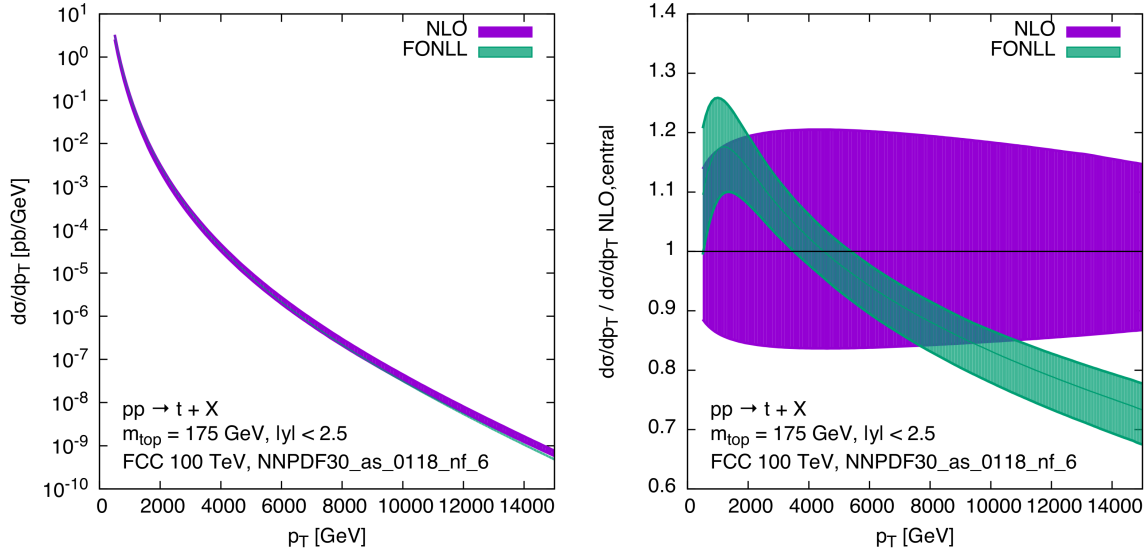 NLO
FONLL
10^1
10^0
10^-1
10^-2
10^-3
10^-4
10^-5
10^-6
10^-7
10^-8
10^-9
10^-10
dσ/dp_T [pb/GeV]
pp → t + X
m_top = 175 GeV, |y| < 2.5
FCC 100 TeV, NNPDF30_as_0118_nf_6
2000 4000 6000 8000 10000 12000 14000
p_T [GeV]
NLO
FONLL
1.4
1.3
1.2
1.1
1
0.9
0.8
0.7
0.6
dσ/dp_T / dσ/dp_T NLO,central
pp → t + X
m_top = 175 GeV, |y| < 2.5
FCC 100 TeV, NNPDF30_as_0118_nf_6
0 2000 4000 6000 8000 10000 12000 14000
p_T [GeV]